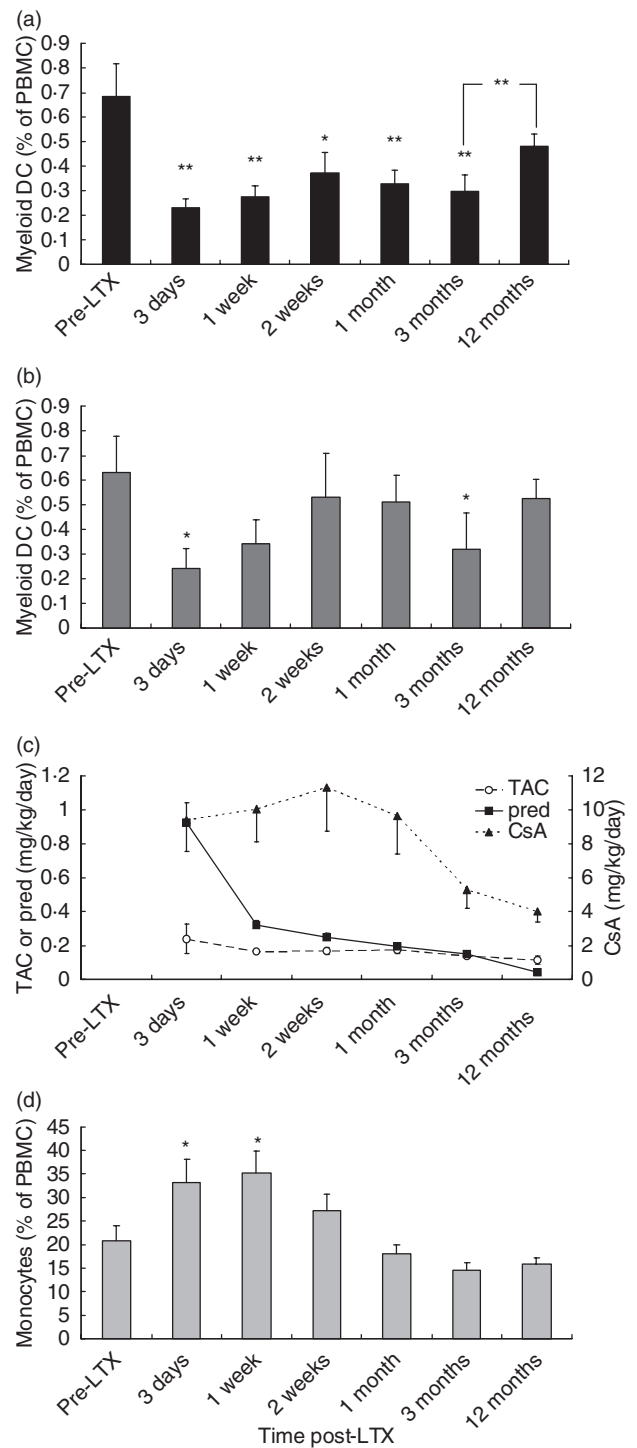 (a)
Myeloid DC (% of PBMC)
0·9
0·8
0·7
0·6
0·5
0·4
0·3
0·2
0·1
0
**
**
*
**
**
**
Pre-LTX
3 days
1 week
2 weeks
1 month
3 months
12 months
(b)
Myeloid DC (% of PBMC)
0·9
0·8
0·7
0·6
0·5
0·4
0·3
0·2
0·1
0
*
*
Pre-LTX
3 days
1 week
2 weeks
1 month
3 months
12 months
(c)
TAC or pred (mg/kg/day)
1·2
1
0·8
0·6
0·4
0·2
0
TAC
pred
CsA
12
10
8
6
4
2
0
CsA (mg/kg/day)
Pre-LTX
3 days
1 week
2 weeks
1 month
3 months
12 months
(d)
Monocytes (% of PBMC)
45
40
35
30
25
20
15
10
5
0
*
*
Pre-LTX
3 days
1 week
2 weeks
1 month
3 months
12 months
Time post-LTX